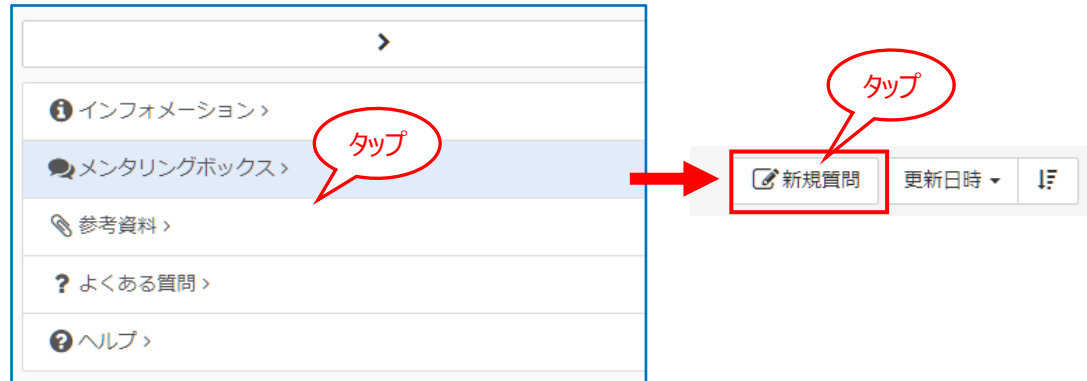 インフォメーション
タップ
メンタリングボックス
参考資料
よくある質問
ヘルプ
タップ
新規質問 更新日時